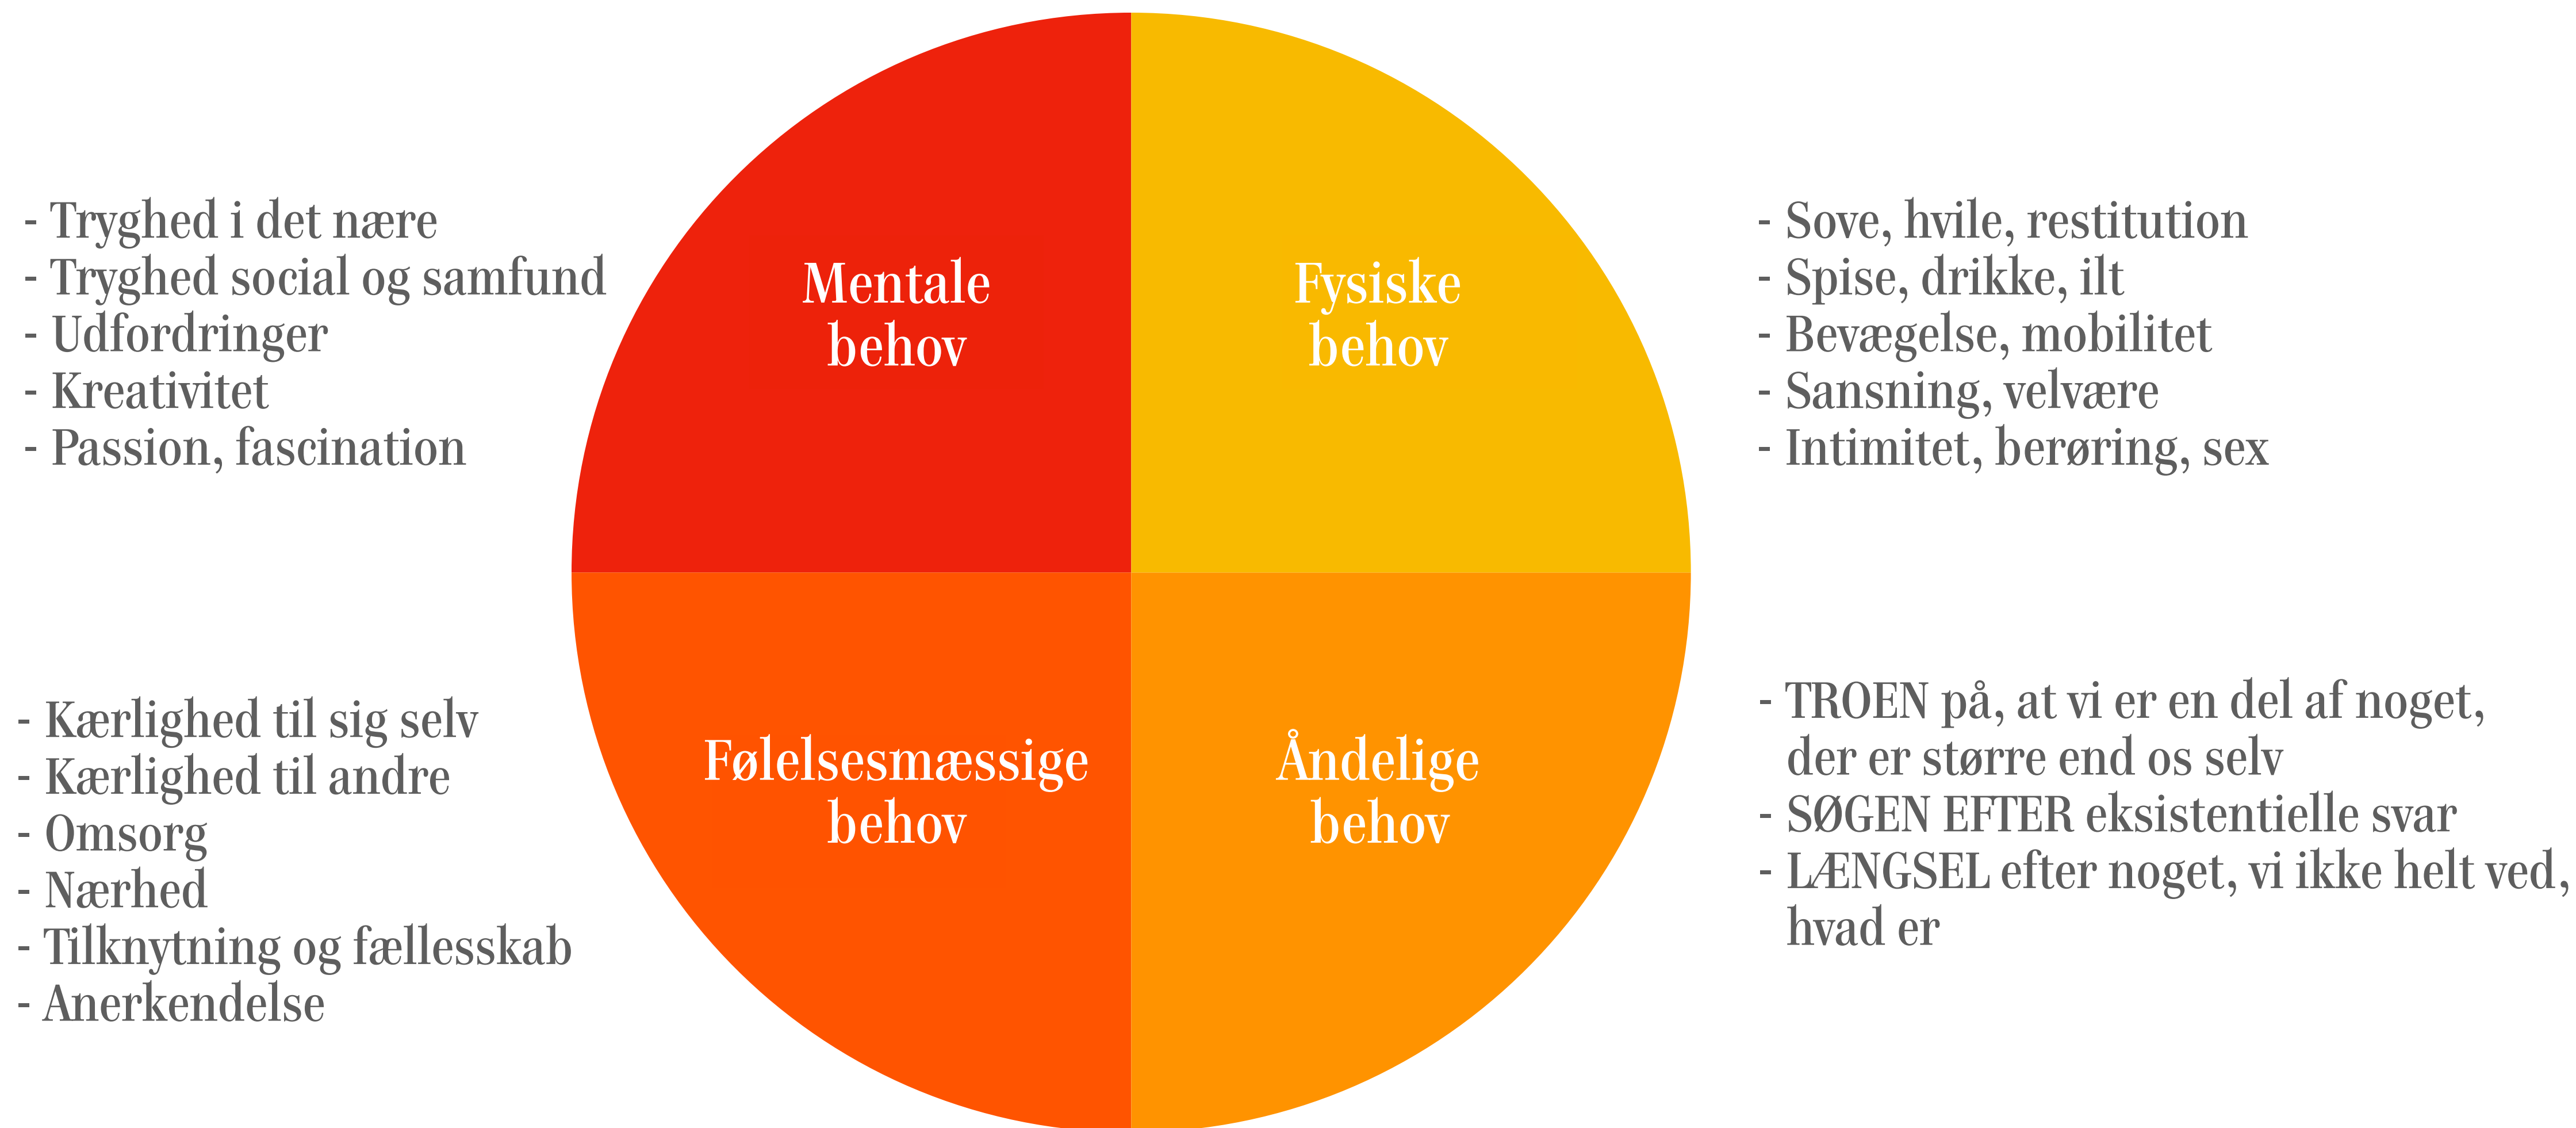 - Tryghed i det nære
- Tryghed social og samfund
- Udfordringer
- Kreativitet
- Passion, fascination
Mentale
behov
Fysiske
behov
- Sove, hvile, restitution
- Spise, drikke, ilt
- Bevægelse, mobilitet
- Sansning, velvære
- Intimitet, berøring, sex
- Kærlighed til sig selv
- Kærlighed til andre
- Omsorg
- Nærhed
- Tilknytning og fællesskab
- Anerkendelse
Følelsesmæssige
behov
Åndelige
behov
- TROEN på, at vi er en del af noget,
der er større end os selv
- SØGEN EFTER eksistentielle svar
- LÆNGSEL efter noget, vi ikke helt ved,
hvad er